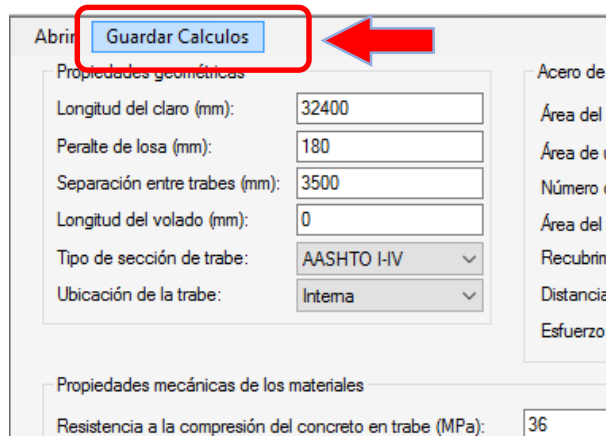 Abrir Guardar Calculos
Propiedades geométricas
Longitud del claro (mm): 32400
Peralte de losa (mm): 180
Separación entre trabes (mm): 3500
Longitud del volado (mm): 0
Tipo de sección de trabe: AASHTO I-IV
Ubicación de la trabe: Interna
Acero de
Área del
Área de
Número
Área del
Recubrim
Distancia
Esfuerzo
Propiedades mecánicas de los materiales
Resistencia a la compresión del concreto en trabe (MPa): 36